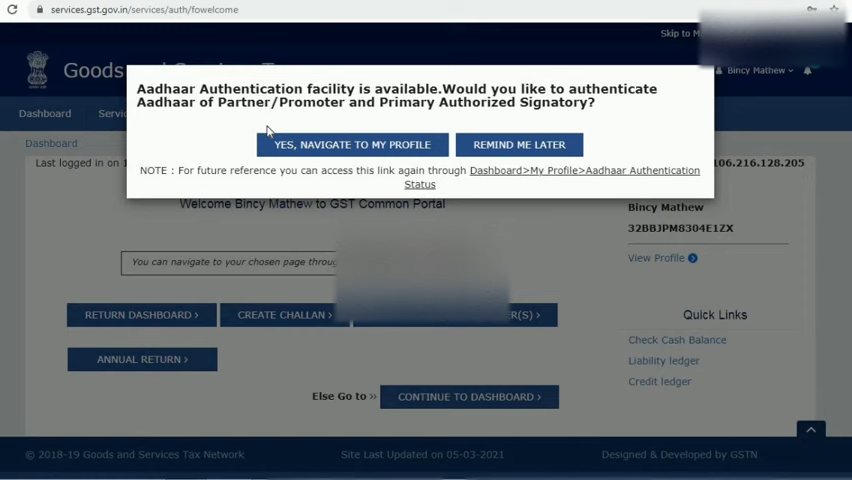 services.gst.gov.in/services/auth/fowelcome
Skip to M
Goods
Bincy Mathew
Aadhaar Authentication facility is available.Would you like to authenticate
Aadhaar of Partner/Promoter and Primary Authorized Signatory?
YES, NAVIGATE TO MY PROFILE
REMIND ME LATER
NOTE : For future reference you can access this link again through Dashboard>My Profile>Aadhaar Authentication
Status
Dashboard
Servic
Dashboard
Last logged in on 1
106.216.128.205
Welcome Bincy Mathew to GST Common Portal
Bincy Mathew
32BBJPM8304E1ZX
View Profile
You can navigate to your chosen page throug
RETURN DASHBOARD >
CREATE CHALLAN >
ER(S) >
Quick Links
Check Cash Balance
Liability ledger
Credit ledger
ANNUAL RETURN >
Else Go to »
CONTINUE TO DASHBOARD >
© 2018-19 Goods and Services Tax Network
Site Last Updated on 05-03-2021
Designed & Developed by GSTN